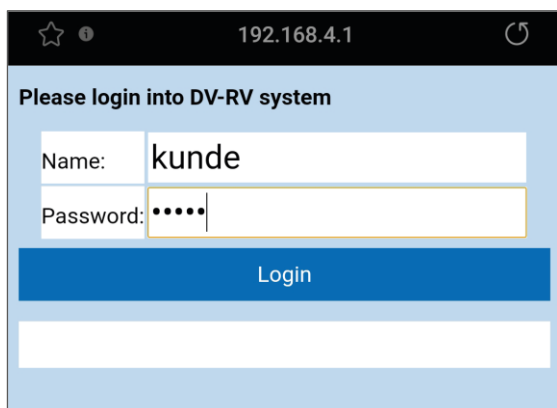 192.168.4.1
Please login into DV-RV system
Name: kunde
Password: •••••
Login